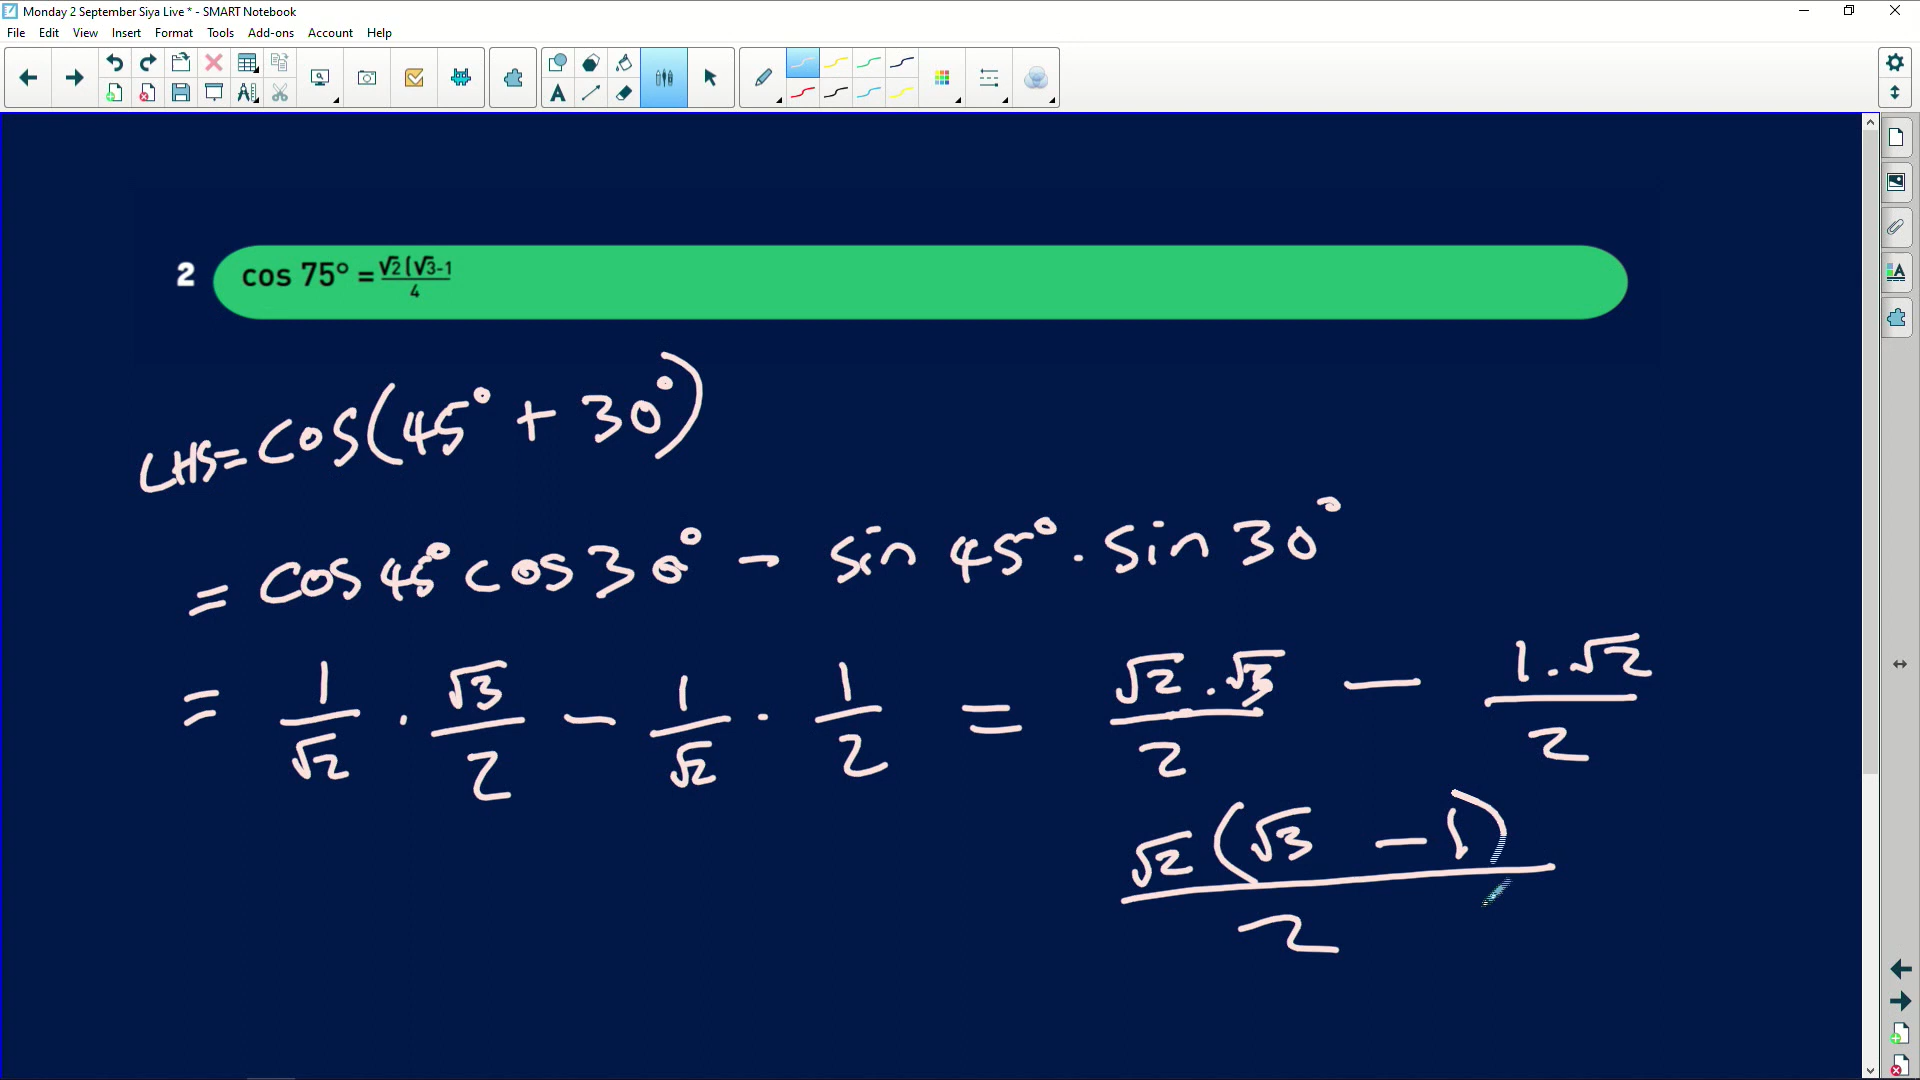 Monday 2 September Siya Live * - SMART Notebook
File Edit View Insert Format Tools Add-ons Account Help
2 cos 75° = √2(√3-1 / 4
LHS = cos(45° + 30°)
= cos 45° cos 30° - sin 45° · sin 30°
= 1/√2 · √3/2 - 1/√2 · 1/2 = √2 · √3 / 2 - 1 · √2 / 2
√2 (√3 - 1) / 2